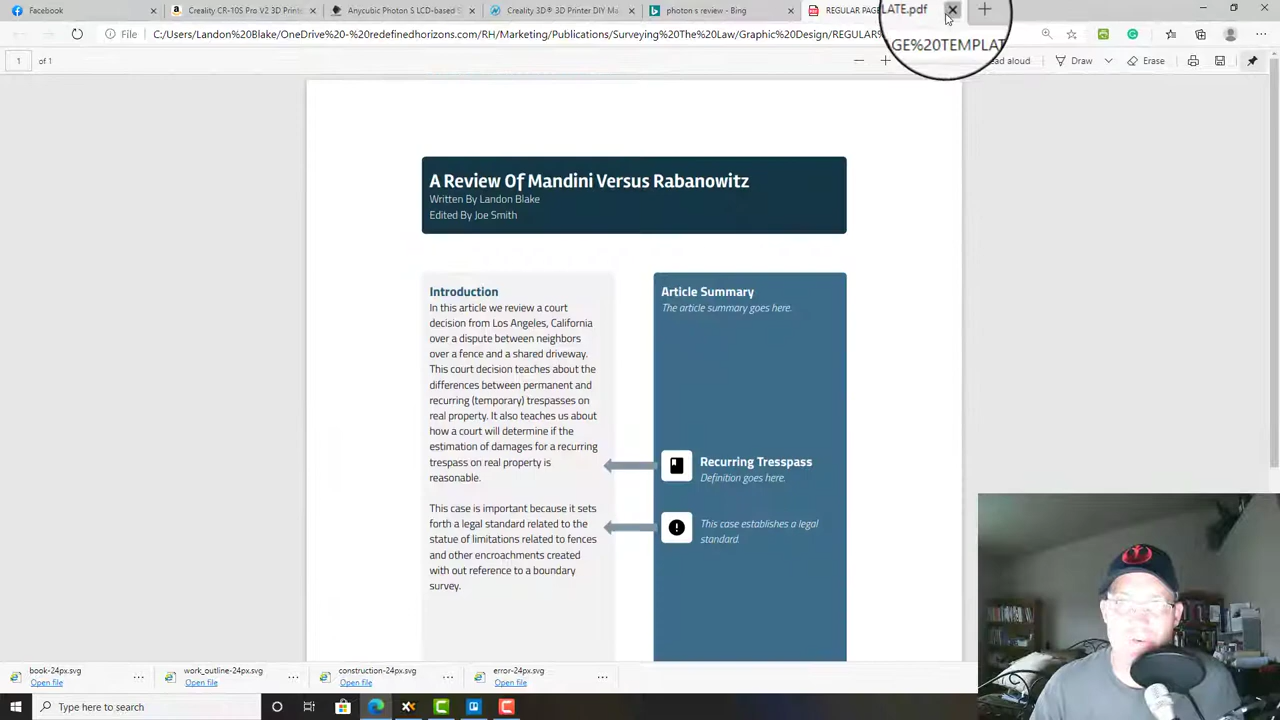 Facebook
Creality CR-10S Pro V2 3D Print
Anycubic Photon S LCD-based S
Creality 3D® 3D Printer DIY Ma
photon s review - Bing
REGULAR PAGE
LATE.pdf
File
C:/Users/Landon%20Blake/OneDrive%20-%20redefinedhorizons.com/RH/Marketing/Publications/Surveying%20The%20Law/Graphic%20Design/REGULAR%
GE%20TEMPLAT
1
of 1
ead aloud
Draw
Erase
A Review Of Mandini Versus Rabanowitz
Written By Landon Blake
Edited By Joe Smith
Introduction
In this article we review a court
decision from Los Angeles, California
over a dispute between neighbors
over a fence and a shared driveway.
This court decision teaches about the
differences between permanent and
recurring (temporary) trespasses on
real property. It also teaches us about
how a court will determine if the
estimation of damages for a recurring
trespass on real property is
reasonable.
This case is important because it sets
forth a legal standard related to the
statue of limitations related to fences
and other encroachments created
with out reference to a boundary
survey.
Article Summary
The article summary goes here.
Recurring Tresspass
Definition goes here.
This case establishes a legal
standard.
book-24px.svg
Open file
work_outline-24px.svg
Open file
construction-24px.svg
Open file
error-24px.svg
Open file
Type here to search